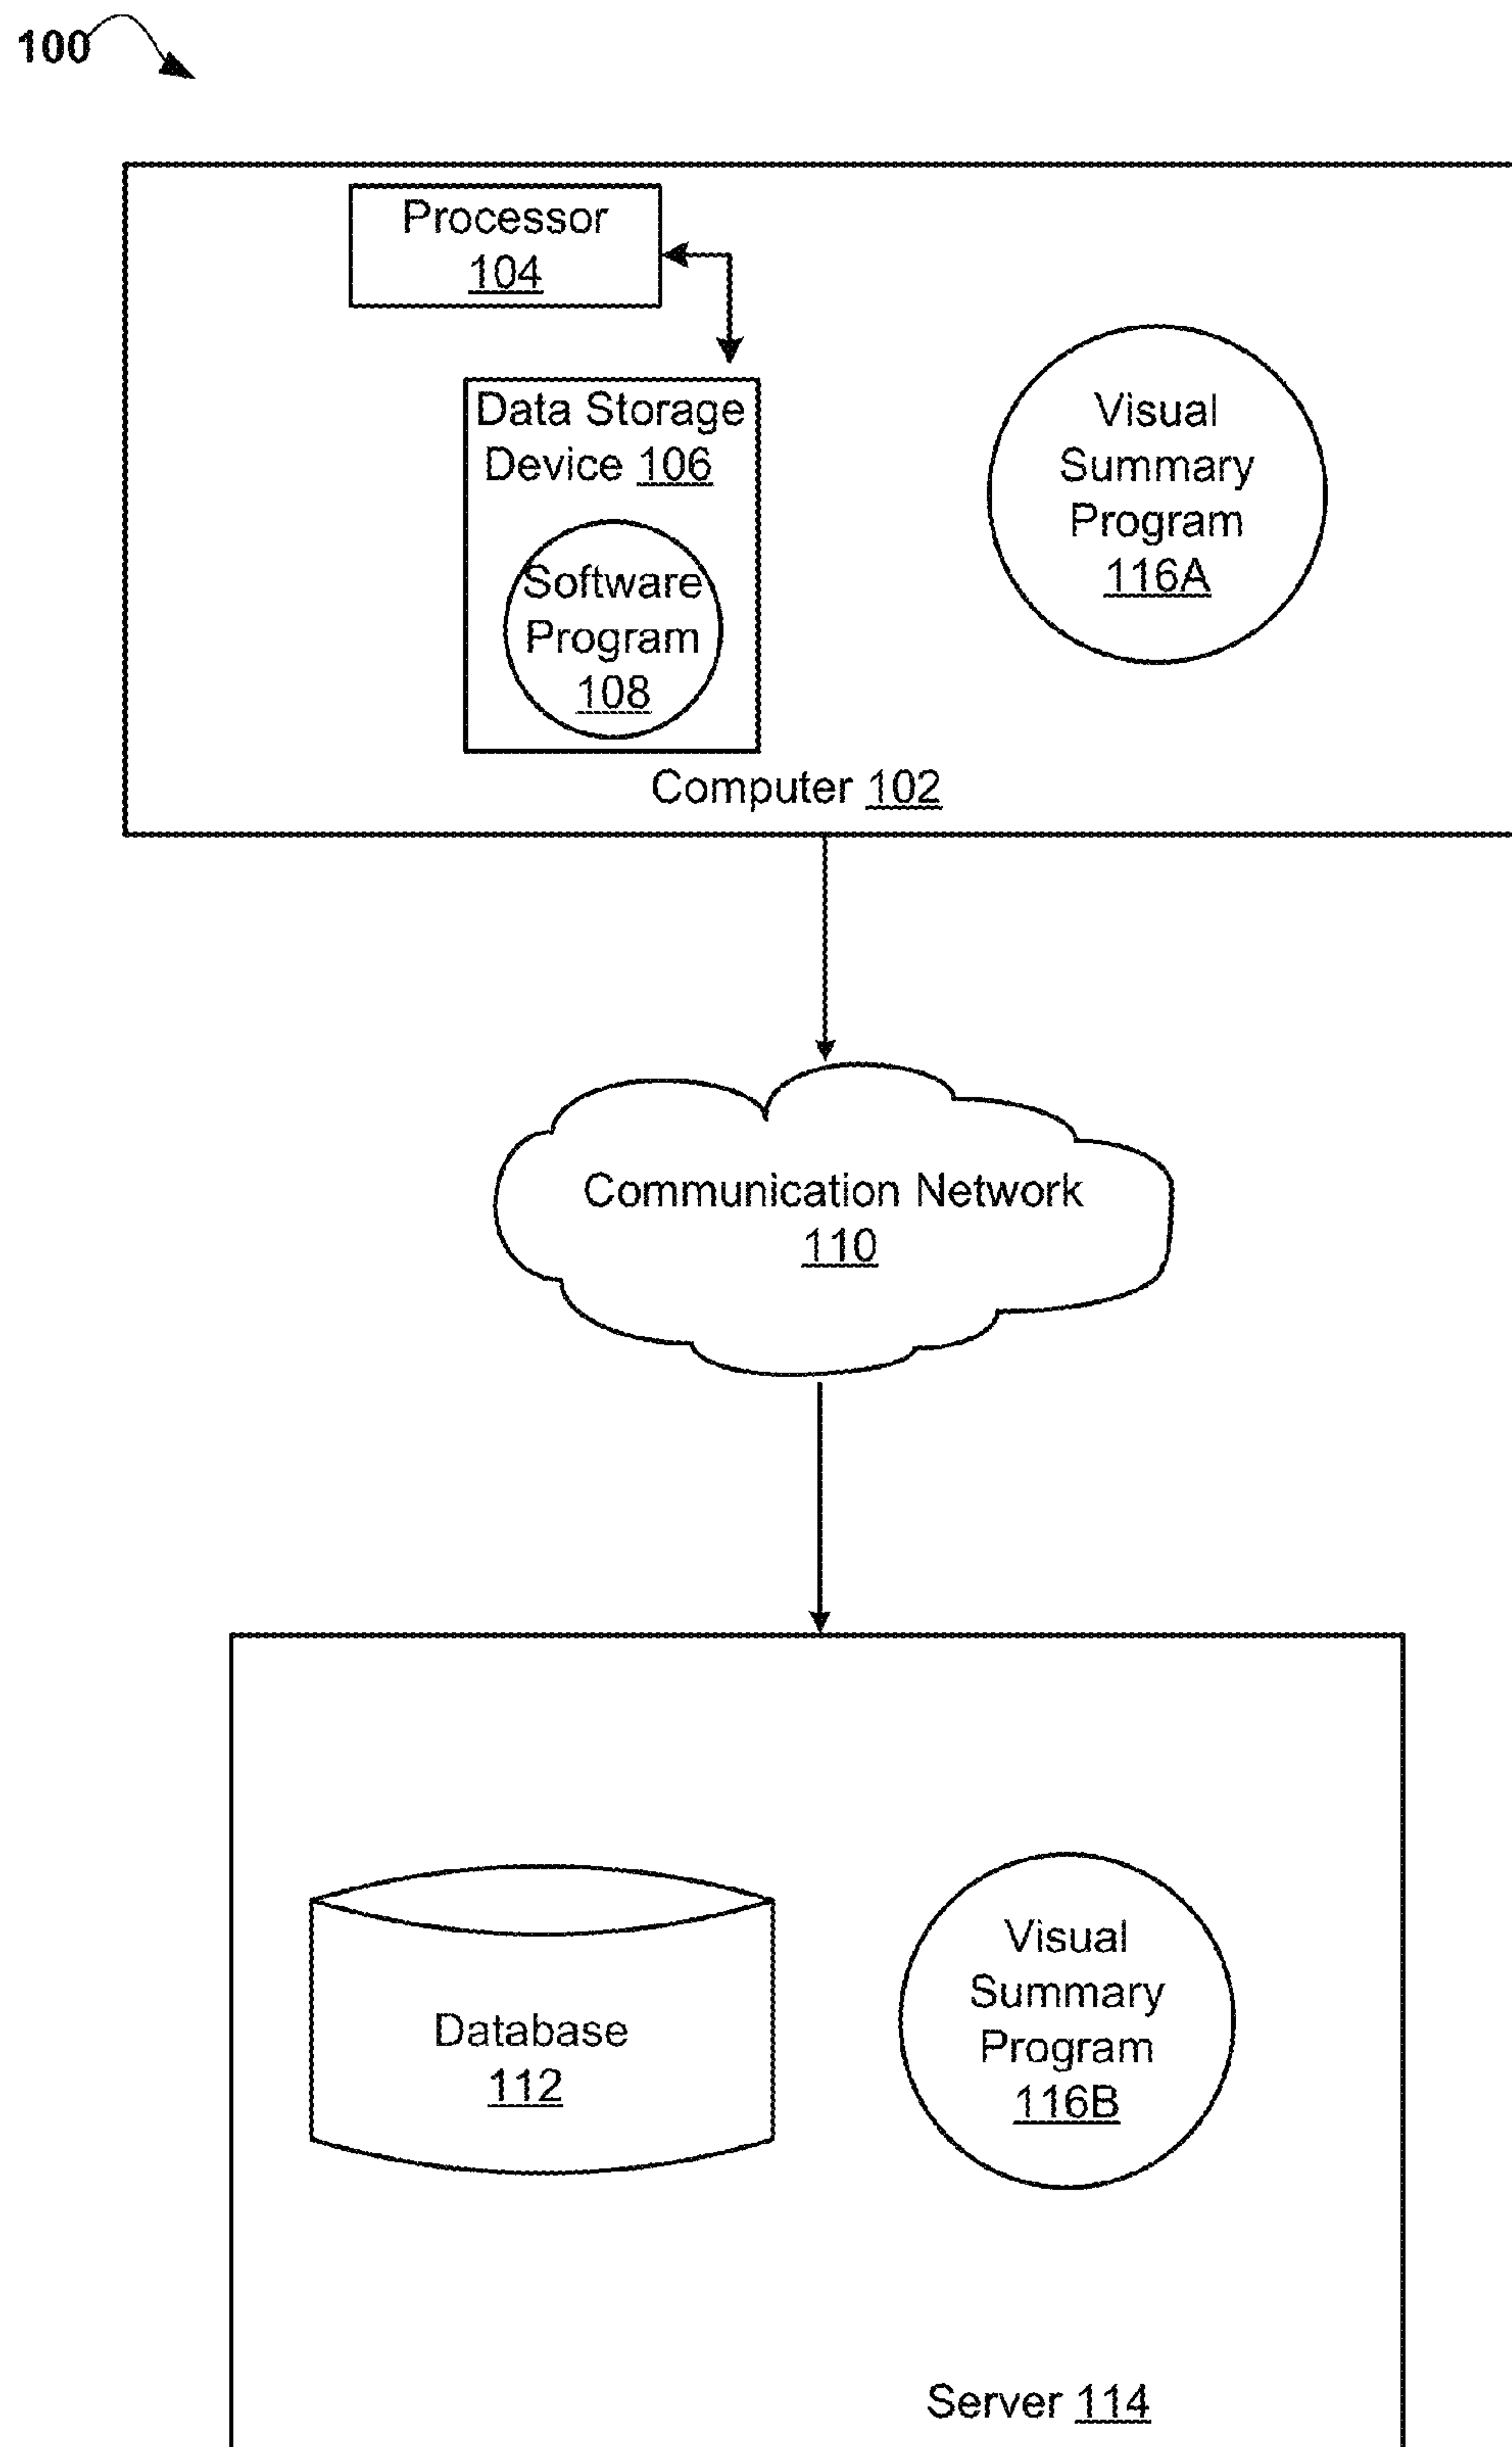 100
Processor
104
Data Storage
Device 106
Software
Program
108
Visual
Summary
Program
116A
Computer 102
Communication Network
110
Database
112
Visual
Summary
Program
116B
Server 114